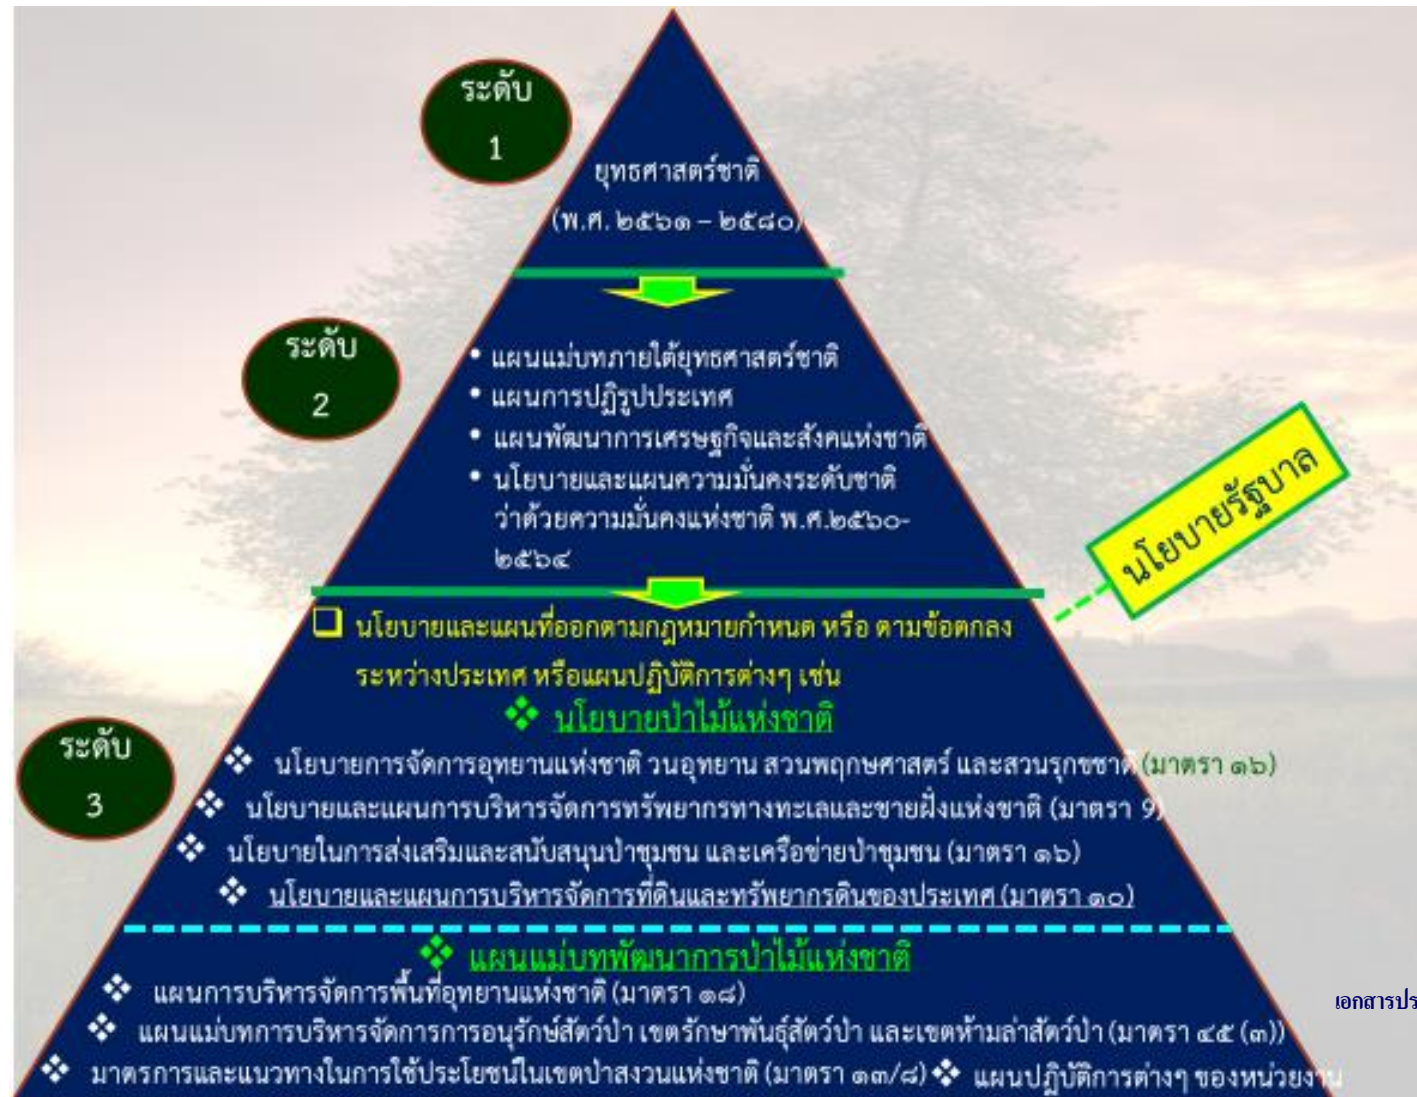 ระดับ
1
ยุทธศาสตร์ชาติ
(พ.ศ. ๒๕๖๑ – ๒๕๘๐)
ระดับ
2
• แผนแม่บทภายใต้ยุทธศาสตร์ชาติ
• แผนการปฏิรูปประเทศ
• แผนพัฒนาการเศรษฐกิจและสังคแห่งชาติ
• นโยบายและแผนความมั่นคงระดับชาติ
ว่าด้วยความมั่นคงแห่งชาติ พ.ศ.๒๕๖๐-
๒๕๖๔
นโยบายรัฐบาล
❑ นโยบายและแผนที่ออกตามกฎหมายกำหนด หรือ ตามข้อตกลง
ระหว่างประเทศ หรือแผนปฏิบัติการต่างๆ เช่น
❖ นโยบายป่าไม้แห่งชาติ
ระดับ
3
❖ นโยบายการจัดการอุทยานแห่งชาติ วนอุทยาน สวนพฤกษศาสตร์ และสวนรุกขชาติ (มาตรา ๑๖)
❖ นโยบายและแผนการบริหารจัดการทรัพยากรทางทะเลและชายฝั่งแห่งชาติ (มาตรา 9)
❖ นโยบายในการส่งเสริมและสนับสนุนป่าชุมชน และเครือข่ายป่าชุมชน (มาตรา ๑๖)
❖ นโยบายและแผนการบริหารจัดการที่ดินและทรัพยากรดินของประเทศ (มาตรา ๑๐)
❖ แผนแม่บทพัฒนาการป่าไม้แห่งชาติ
❖ แผนการบริหารจัดการพื้นที่อุทยานแห่งชาติ (มาตรา ๑๘)
เอกสารปร
❖ แผนแม่บทการบริหารจัดการการอนุรักษ์สัตว์ป่า เขตรักษาพันธุ์สัตว์ป่า และเขตห้ามล่าสัตว์ป่า (มาตรา ๔๕ (๓))
❖ มาตรการและแนวทางในการใช้ประโยชน์ในเขตป่าสงวนแห่งชาติ (มาตรา ๑๓/๘) ❖ แผนปฏิบัติการต่างๆ ของหน่วยงาน